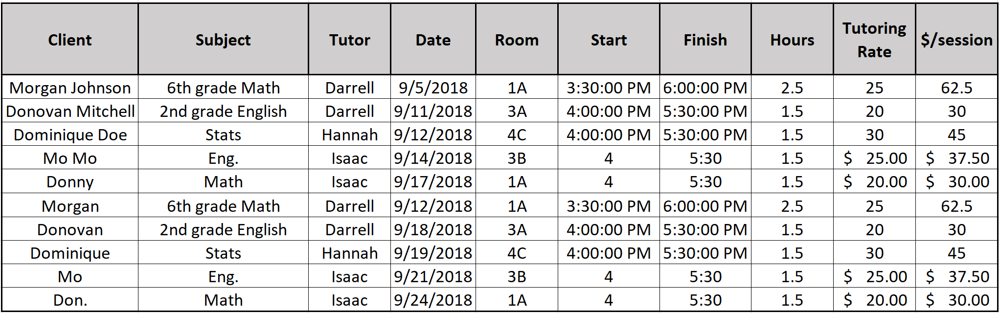 Client Subject Tutor Date Room Start Finish Hours Tutoring Rate $/session
Morgan Johnson 6th grade Math Darrell 9/5/2018 1A 3:30:00 PM 6:00:00 PM 2.5 25 62.5
Donovan Mitchell 2nd grade English Darrell 9/11/2018 3A 4:00:00 PM 5:30:00 PM 1.5 20 30
Dominique Doe Stats Hannah 9/12/2018 4C 4:00:00 PM 5:30:00 PM 1.5 30 45
Mo Mo Eng. Isaac 9/14/2018 3B 4 5:30 1.5 $ 25.00 $ 37.50
Donny Math Isaac 9/17/2018 1A 4 5:30 1.5 $ 20.00 $ 30.00
Morgan 6th grade Math Darrell 9/12/2018 1A 3:30:00 PM 6:00:00 PM 2.5 25 62.5
Donovan 2nd grade English Darrell 9/18/2018 3A 4:00:00 PM 5:30:00 PM 1.5 20 30
Dominique Stats Hannah 9/19/2018 4C 4:00:00 PM 5:30:00 PM 1.5 30 45
Mo Eng. Isaac 9/21/2018 3B 4 5:30 1.5 $ 25.00 $ 37.50
Don. Math Isaac 9/24/2018 1A 4 5:30 1.5 $ 20.00 $ 30.00